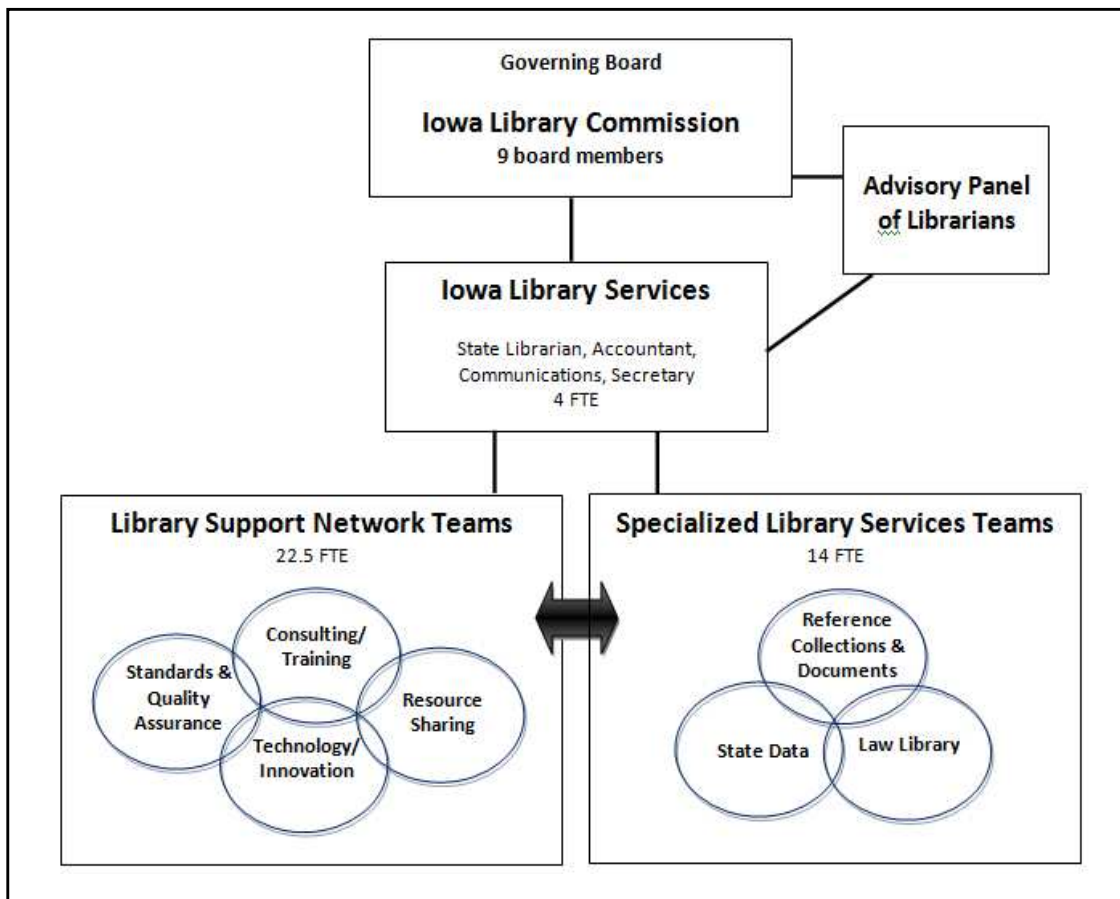 Governing Board
Iowa Library Commission
9 board members
Advisory Panel
of Librarians
Iowa Library Services
State Librarian, Accountant,
Communications, Secretary
4 FTE
Library Support Network Teams
22.5 FTE
Consulting/
Training
Standards &
Quality
Assurance
Resource
Sharing
Technology/
Innovation
Specialized Library Services Teams
14 FTE
Reference
Collections &
Documents
State Data
Law Library